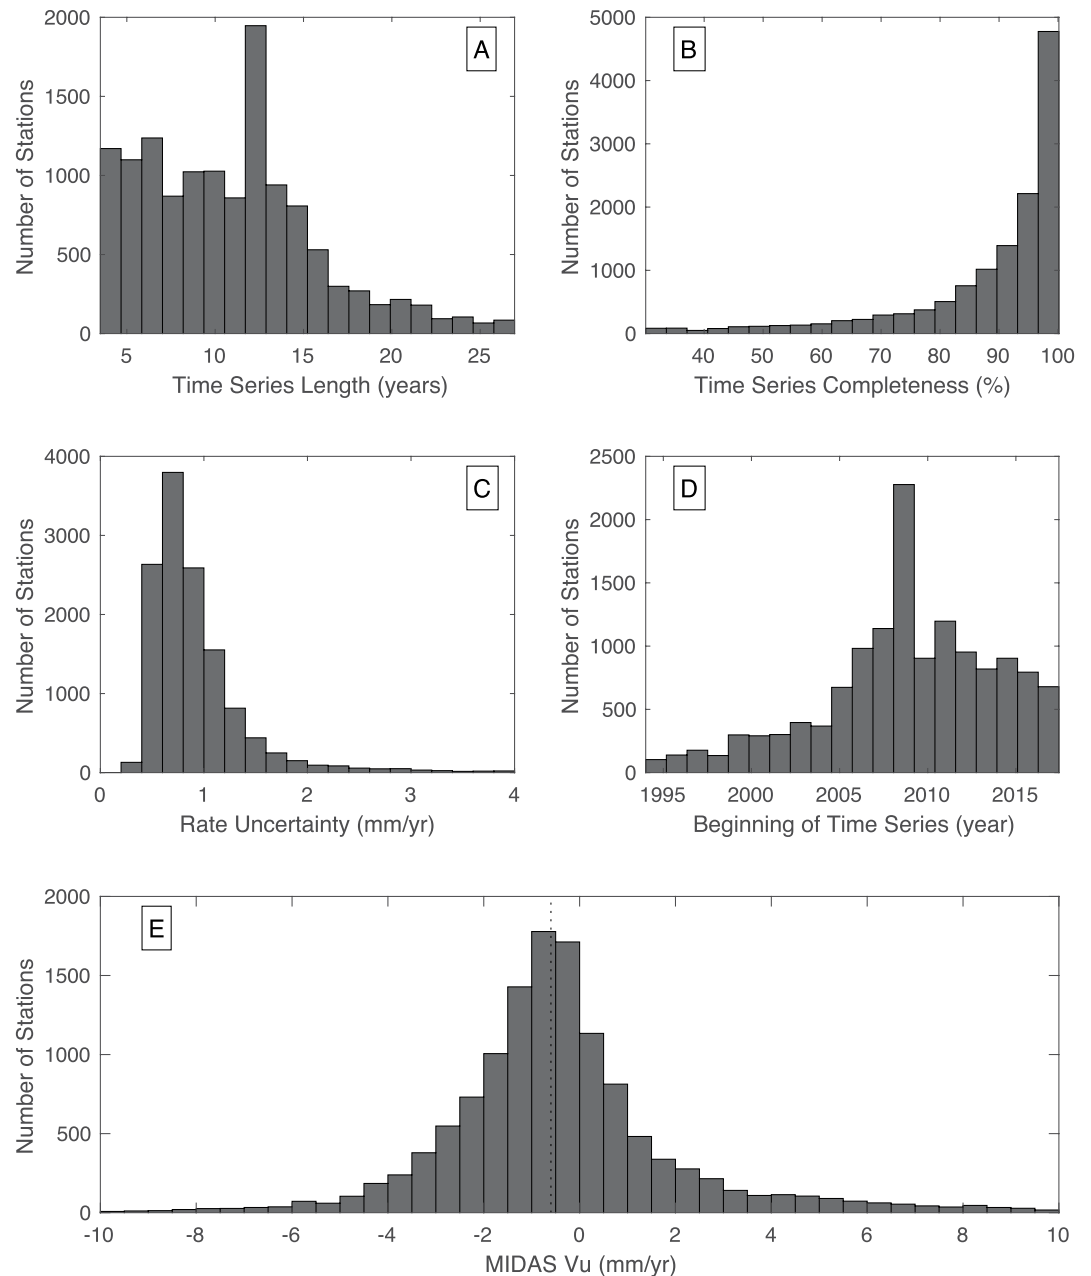 A
2000
1500
1000
500
0
Number of Stations
5 10 15 20 25
Time Series Length (years)
B
5000
4000
3000
2000
1000
0
Number of Stations
40 50 60 70 80 90 100
Time Series Completeness (%)
C
4000
3000
2000
1000
0
Number of Stations
0 1 2 3 4
Rate Uncertainty (mm/yr)
D
2500
2000
1500
1000
500
0
Number of Stations
1995 2000 2005 2010 2015
Beginning of Time Series (year)
E
2000
1500
1000
500
0
Number of Stations
-10 -8 -6 -4 -2 0 2 4 6 8 10
MIDAS Vu (mm/yr)